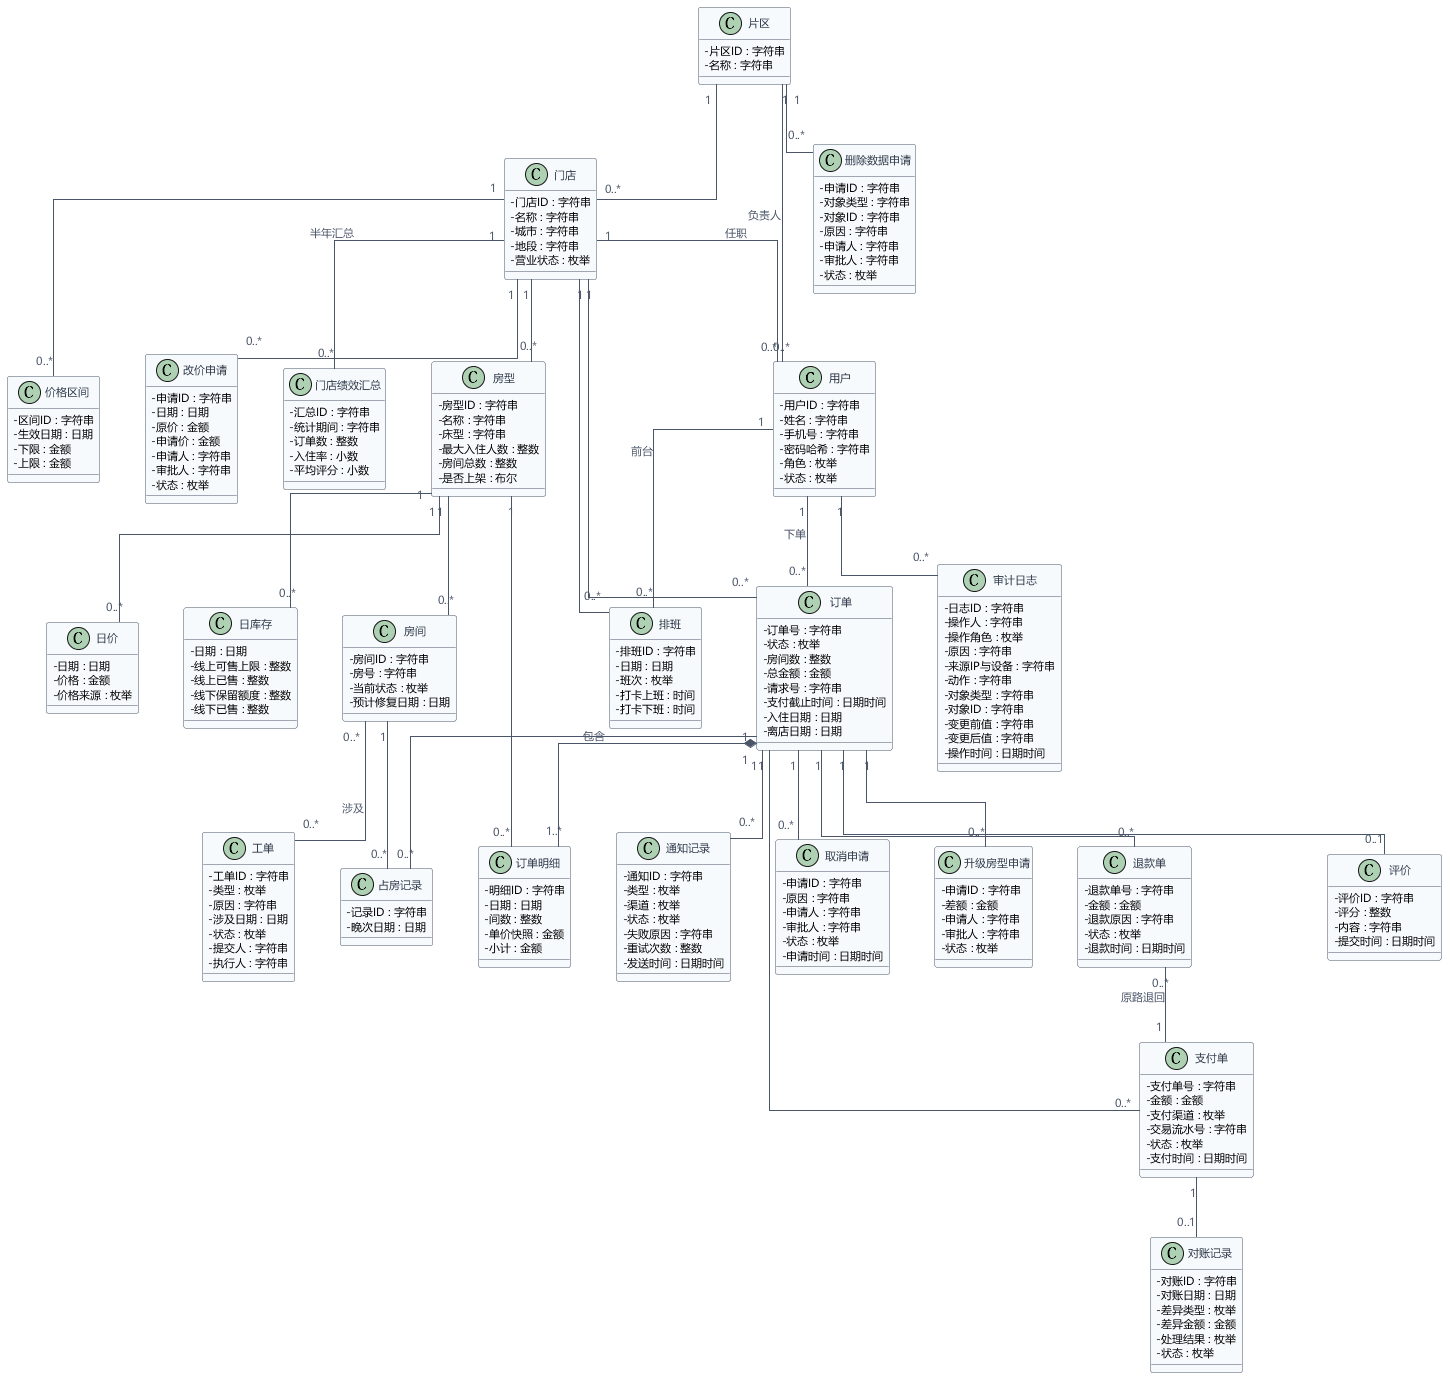 C 片区
-片区ID : 字符串
-名称 : 字符串
1
1
1
0..*
C 删除数据申请
-申请ID : 字符串
-对象类型 : 字符串
-对象ID : 字符串
-原因 : 字符串
-申请人 : 字符串
-审批人 : 字符串
-状态 : 枚举
C 门店
-门店ID : 字符串
-名称 : 字符串
-城市 : 字符串
-地段 : 字符串
-营业状态 : 枚举
1
0..*
负责人
半年汇总
1
1
任职
1
1
1
1
0..*
0..*
0..*
0..*
0..*
0..*
C 价格区间
-区间ID : 字符串
-生效日期 : 日期
-下限 : 金额
-上限 : 金额
C 改价申请
-申请ID : 字符串
-日期 : 日期
-原价 : 金额
-申请价 : 金额
-申请人 : 字符串
-审批人 : 字符串
-状态 : 枚举
C 门店绩效汇总
-汇总ID : 字符串
-统计期间 : 字符串
-订单数 : 整数
-入住率 : 小数
-平均评分 : 小数
C 房型
-房型ID : 字符串
-名称 : 字符串
-床型 : 字符串
-最大入住人数 : 整数
-房间总数 : 整数
-是否上架 : 布尔
C 用户
-用户ID : 字符串
-姓名 : 字符串
-手机号 : 字符串
-密码哈希 : 字符串
-角色 : 枚举
-状态 : 枚举
1
前台
1
1
1
1
1
1
下单
0..*
0..*
0..*
0..*
0..*
0..*
0..*
0..*
C 日价
-日期 : 日期
-价格 : 金额
-价格来源 : 枚举
C 日库存
-日期 : 日期
-线上可售上限 : 整数
-线上已售 : 整数
-线下保留额度 : 整数
-线下已售 : 整数
C 房间
-房间ID : 字符串
-房号 : 字符串
-当前状态 : 枚举
-预计修复日期 : 日期
C 排班
-排班ID : 字符串
-日期 : 日期
-班次 : 枚举
-打卡上班 : 时间
-打卡下班 : 时间
C 订单
-订单号 : 字符串
-状态 : 枚举
-房间数 : 整数
-总金额 : 金额
-请求号 : 字符串
-支付截止时间 : 日期时间
-入住日期 : 日期
-离店日期 : 日期
C 审计日志
-日志ID : 字符串
-操作人 : 字符串
-操作角色 : 枚举
-原因 : 字符串
-来源IP与设备 : 字符串
-动作 : 字符串
-对象类型 : 字符串
-对象ID : 字符串
-变更前值 : 字符串
-变更后值 : 字符串
-操作时间 : 日期时间
0..*
1
包含
1
1
1
1
1
1
1
1
涉及
0..*
0..*
0..*
0..*
1..*
0..*
0..*
0..*
0..*
0..1
C 工单
-工单ID : 字符串
-类型 : 枚举
-原因 : 字符串
-涉及日期 : 日期
-状态 : 枚举
-提交人 : 字符串
-执行人 : 字符串
C 占房记录
-记录ID : 字符串
-晚次日期 : 日期
C 订单明细
-明细ID : 字符串
-日期 : 日期
-间数 : 整数
-单价快照 : 金额
-小计 : 金额
C 通知记录
-通知ID : 字符串
-类型 : 枚举
-渠道 : 枚举
-状态 : 枚举
-失败原因 : 字符串
-重试次数 : 整数
-发送时间 : 日期时间
C 取消申请
-申请ID : 字符串
-原因 : 字符串
-申请人 : 字符串
-审批人 : 字符串
-状态 : 枚举
-申请时间 : 日期时间
C 升级房型申请
-申请ID : 字符串
-差额 : 金额
-申请人 : 字符串
-审批人 : 字符串
-状态 : 枚举
C 退款单
-退款单号 : 字符串
-金额 : 金额
-退款原因 : 字符串
-状态 : 枚举
-退款时间 : 日期时间
C 评价
-评价ID : 字符串
-评分 : 整数
-内容 : 字符串
-提交时间 : 日期时间
0..*
原路退回
1
0..*
C 支付单
-支付单号 : 字符串
-金额 : 金额
-支付渠道 : 枚举
-交易流水号 : 字符串
-状态 : 枚举
-支付时间 : 日期时间
1
0..1
C 对账记录
-对账ID : 字符串
-对账日期 : 日期
-差异类型 : 枚举
-差异金额 : 金额
-处理结果 : 枚举
-状态 : 枚举